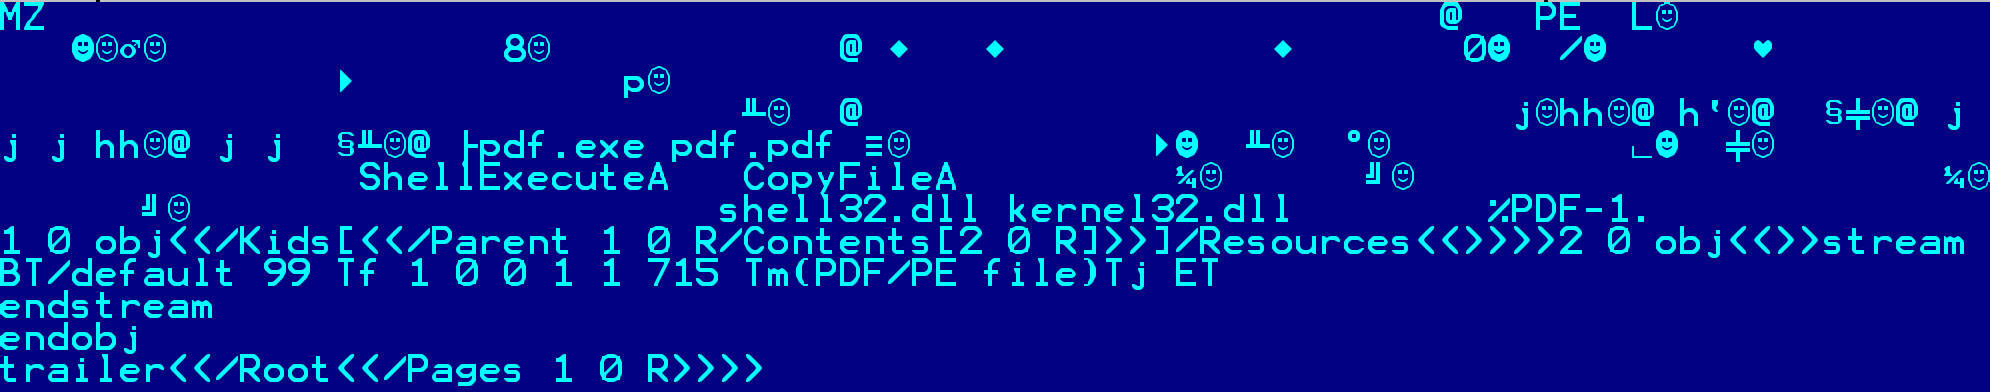 MZ @ PE L☺
☻☺♂☺ 8☺ @ ♦ ♦ ♦ 0☻ /☻ ♥
► p☺
╨☺ @ j☺hh☺@ h'☺@ §╪☺@ j
j j hh☺@ j j §╨☺@ ├pdf.exe pdf.pdf ≡☺ ►☻ ╨☺ °☺ ∟☻ ╪☺
ShellExecuteA CopyFileA ¼☺ ╝☺ ¼☺
╝☺ shell32.dll kernel32.dll %PDF-1.
1 0 obj<</Kids[<</Parent 1 0 R/Contents[2 0 R]>>]/Resources<<>>>>2 0 obj<<>>stream
BT/default 99 Tf 1 0 0 1 1 715 Tm(PDF/PE file)Tj ET
endstream
endobj
trailer<</Root<</Pages 1 0 R>>>>